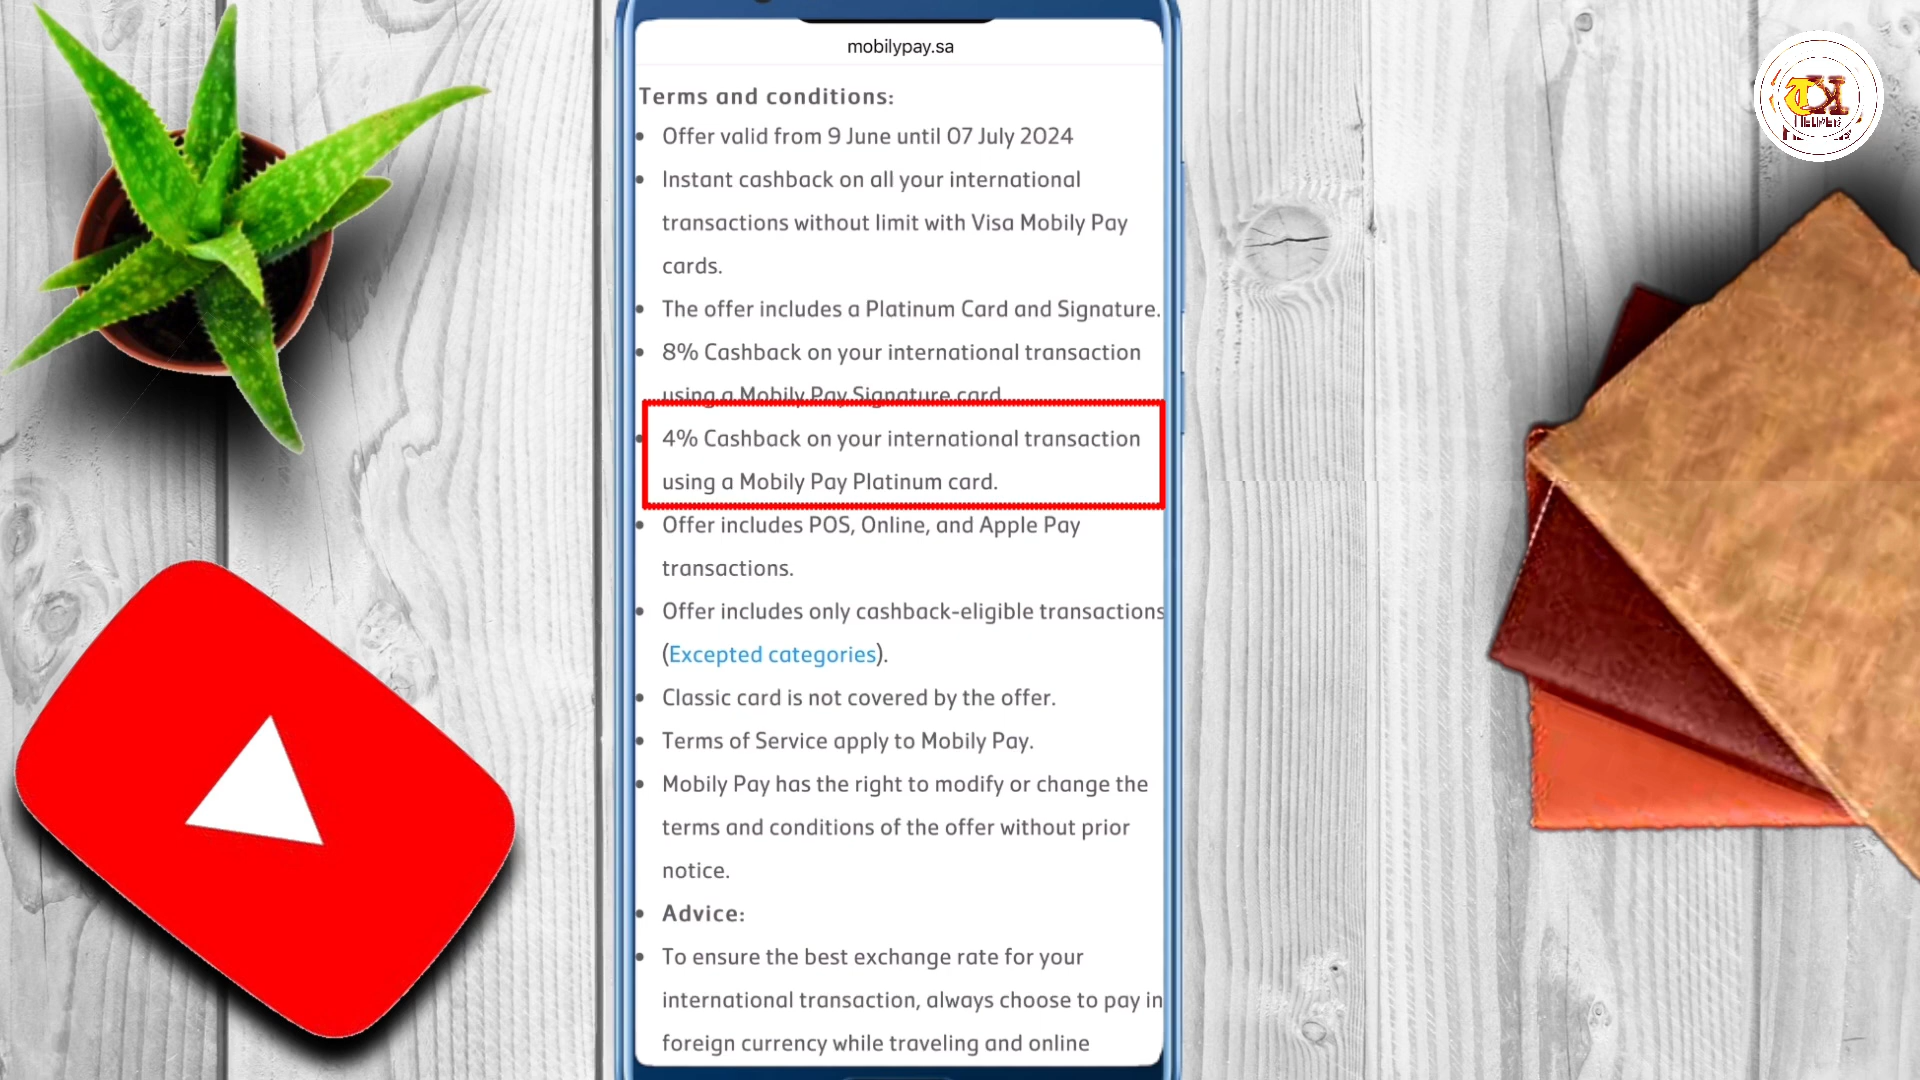 mobilypay.sa
Terms and conditions:
Offer valid from 9 June until 07 July 2024
Instant cashback on all your international
transactions without limit with Visa Mobily Pay
cards.
The offer includes a Platinum Card and Signature.
8% Cashback on your international transaction
using a Mobily Pay Signature card.
4% Cashback on your international transaction
using a Mobily Pay Platinum card.
Offer includes POS, Online, and Apple Pay
transactions.
Offer includes only cashback-eligible transactions
(Excepted categories).
Classic card is not covered by the offer.
Terms of Service apply to Mobily Pay.
Mobily Pay has the right to modify or change the
terms and conditions of the offer without prior
notice.
Advice:
To ensure the best exchange rate for your
international transaction, always choose to pay in
foreign currency while traveling and online